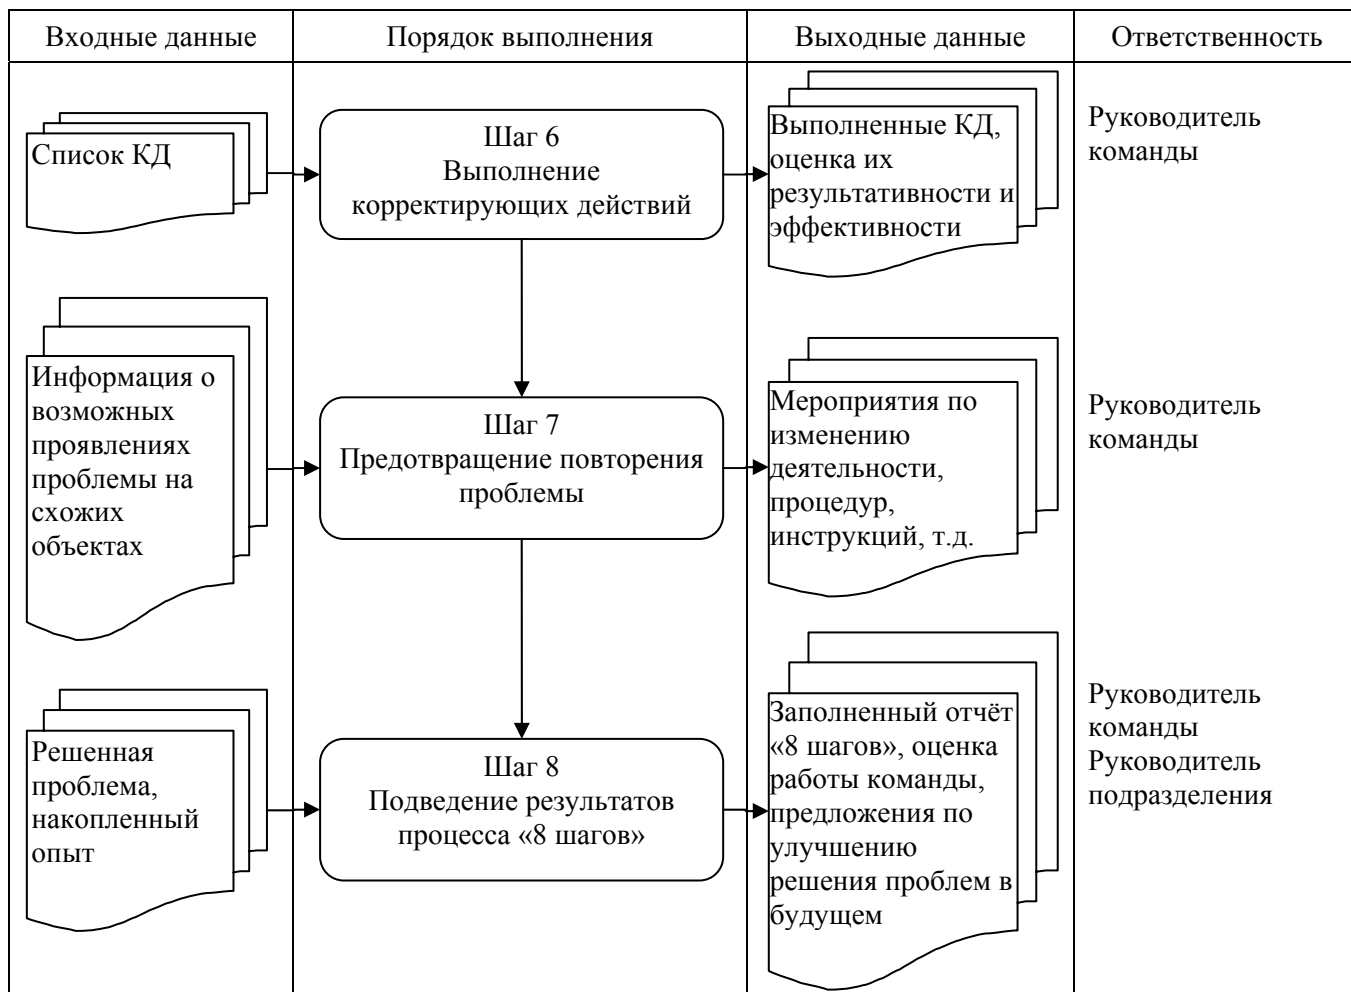 Входные данные
Порядок выполнения
Выходные данные
Ответственность
Список КД
Шаг 6
Выполнение
корректирующих действий
Выполненные КД,
оценка их
результативности и
эффективности
Руководитель
команды
Информация о
возможных
проявлениях
проблемы на
схожих
объектах
Шаг 7
Предотвращение повторения
проблемы
Мероприятия по
изменению
деятельности,
процедур,
инструкций, т.д.
Руководитель
команды
Решенная
проблема,
накопленный
опыт
Шаг 8
Подведение результатов
процесса «8 шагов»
Заполненный отчёт
«8 шагов», оценка
работы команды,
предложения по
улучшению
решения проблем в
будущем
Руководитель
команды
Руководитель
подразделения